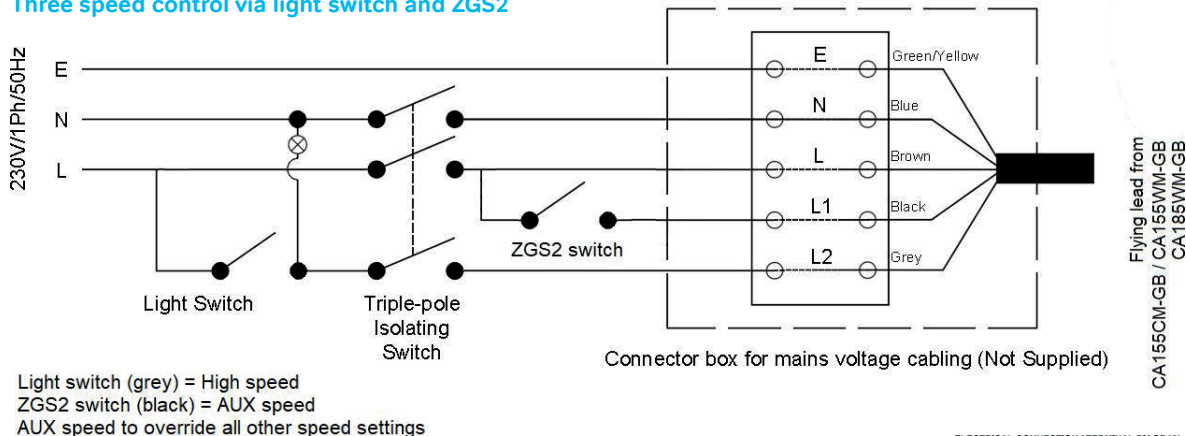 Three speed control via light switch and ZGS2
230V/1Ph/50Hz
E
N
L
Light Switch
Triple-pole
Isolating
Switch
ZGS2 switch
E
Green/Yellow
N
Blue
L
Brown
L1
Black
L2
Grey
Connector box for mains voltage cabling (Not Supplied)
Flying lead from
CA155CM-GB / CA155WM-GB
CA185WM-GB
Light switch (grey) = High speed
ZGS2 switch (black) = AUX speed
AUX speed to override all other speed settings